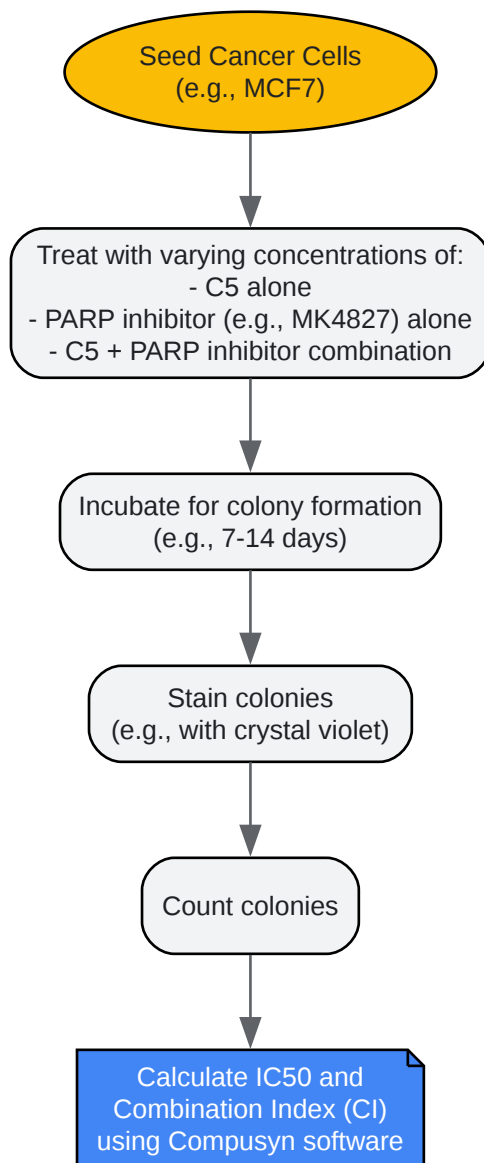 Seed Cancer Cells
(e.g., MCF7)
Treat with varying concentrations of:
- C5 alone
- PARP inhibitor (e.g., MK4827) alone
- C5 + PARP inhibitor combination
Incubate for colony formation
(e.g., 7-14 days)
Stain colonies
(e.g., with crystal violet)
Count colonies
Calculate IC50 and
Combination Index (CI)
using Compusyn software